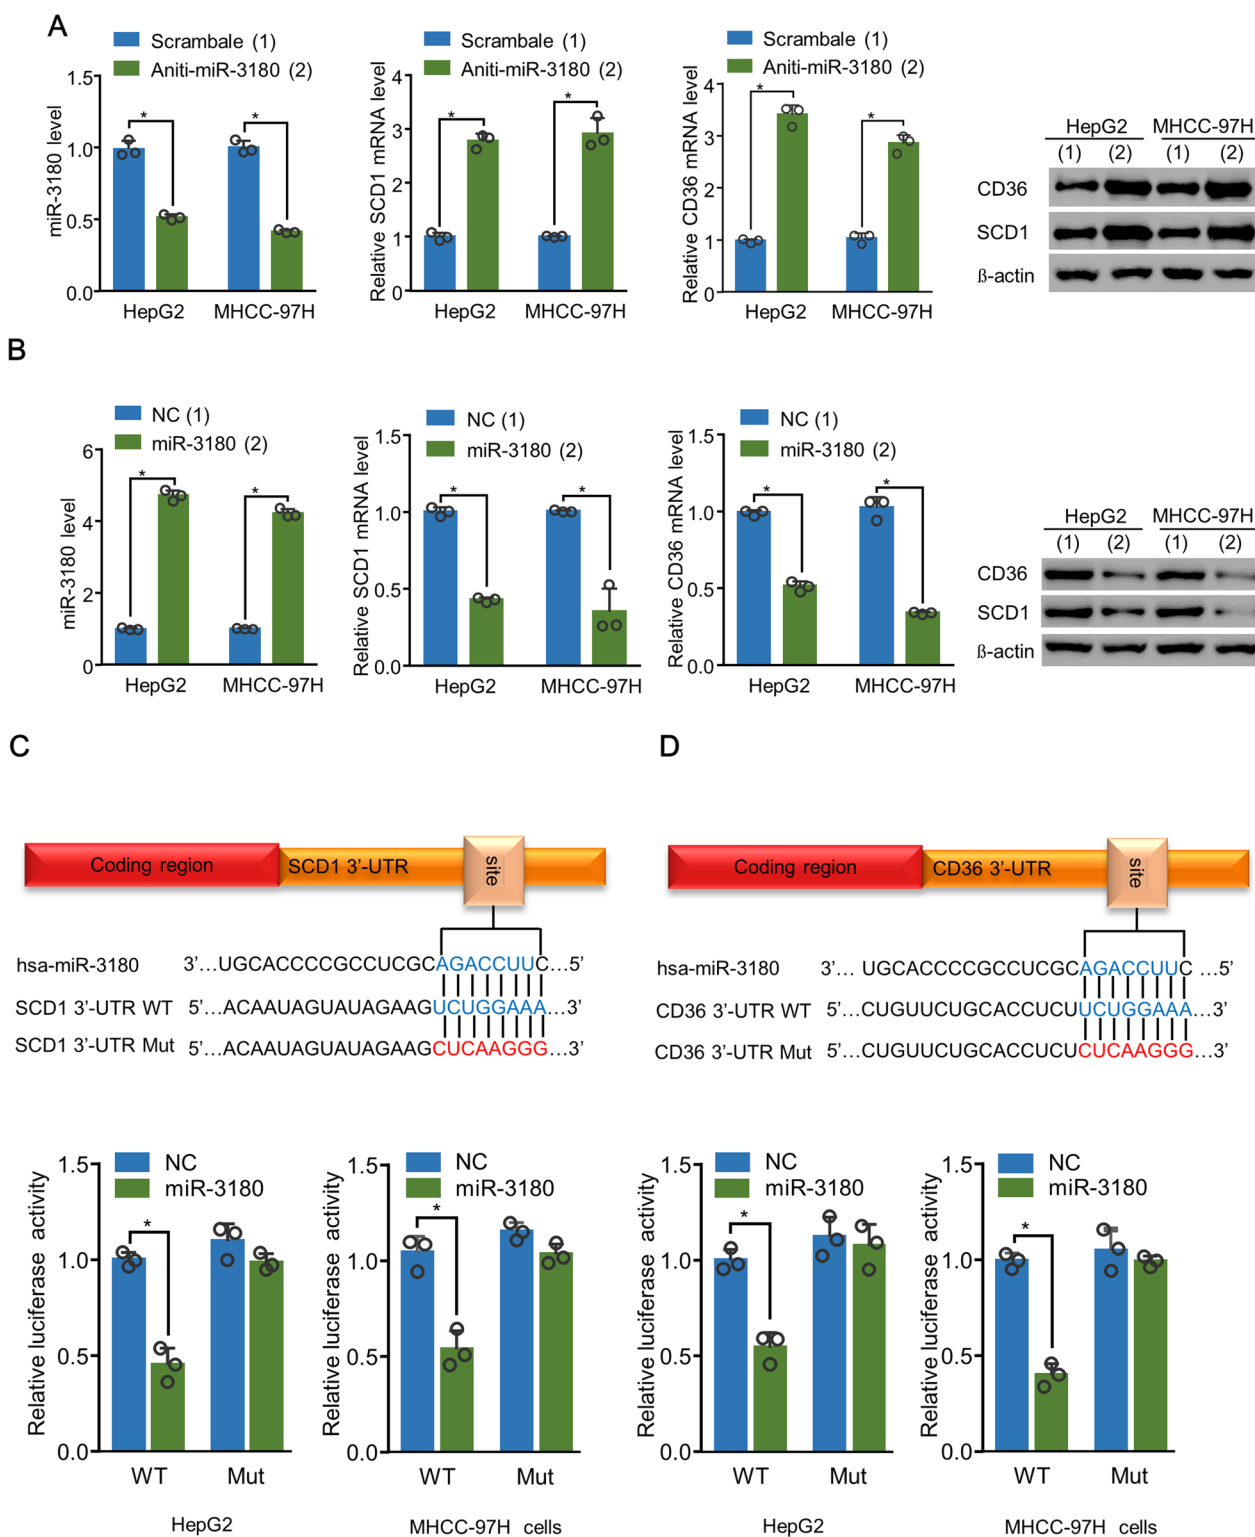 A
Scrambale (1)
Aniti-miR-3180 (2)
miR-3180 level
1.5
1.0
0.5
0.0
*
*
HepG2
MHCC-97H
Scrambale (1)
Aniti-miR-3180 (2)
Relative SCD1 mRNA level
4
3
2
1
0
*
*
HepG2
MHCC-97H
Scrambale (1)
Aniti-miR-3180 (2)
Relative CD36 mRNA level
4
3
2
1
0
*
*
HepG2
MHCC-97H
HepG2 MHCC-97H
(1) (2) (1) (2)
CD36
SCD1
ß-actin
B
NC (1)
miR-3180 (2)
miR-3180 level
6
4
2
0
*
*
HepG2
MHCC-97H
NC (1)
miR-3180 (2)
Relative SCD1 mRNA level
1.5
1.0
0.5
0.0
*
*
HepG2
MHCC-97H
NC (1)
miR-3180 (2)
Relative CD36 mRNA level
1.5
1.0
0.5
0.0
*
*
HepG2
MHCC-97H
HepG2 MHCC-97H
(1) (2) (1) (2)
CD36
SCD1
ß-actin
C
Coding region
SCD1 3’-UTR
site
hsa-miR-3180 3’...UGCACCCCGCCUCGCAGACCUUC...5’
SCD1 3’-UTR WT 5’...ACAAUAGUAUAGAAGUCUGGAAA...3’
SCD1 3’-UTR Mut 5’...ACAAUAGUAUAGAAGCUCAAGGG...3’
Relative luciferase activity
NC
miR-3180
1.5
1.0
0.5
0.0
*
WT
Mut
HepG2
Relative luciferase activity
NC
miR-3180
1.5
1.0
0.5
0.0
*
WT
Mut
MHCC-97H cells
D
Coding region
CD36 3’-UTR
site
hsa-miR-3180 3’... UGCACCCCGCCUCGCAGACCUUC ...5’
CD36 3’-UTR WT 5’...CUGUUCUGCACCUCUUCUGGAAA...3’
CD36 3’-UTR Mut 5’...CUGUUCUGCACCUCUCUCAAGGG...3’
Relative luciferase activity
NC
miR-3180
1.5
1.0
0.5
0.0
*
WT
Mut
HepG2
Relative luciferase activity
NC
miR-3180
1.5
1.0
0.5
0.0
*
WT
Mut
MHCC-97H cells